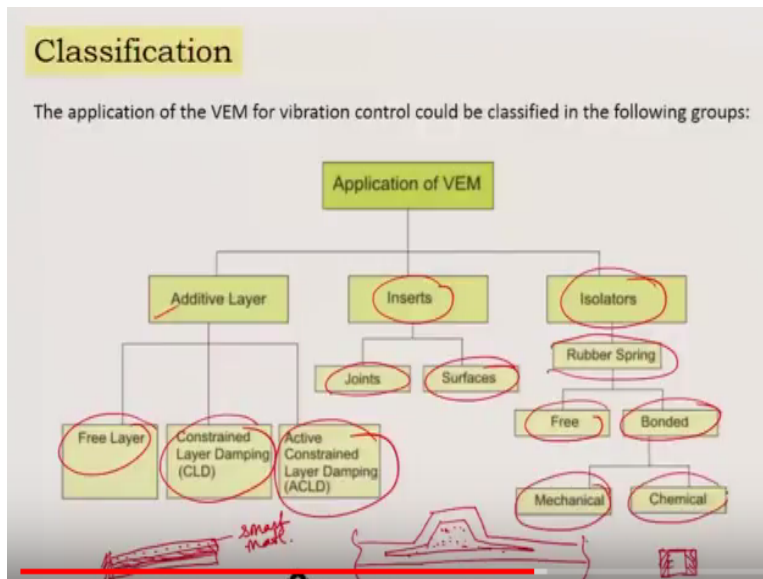 Classification
The application of the VEM for vibration control could be classified in the following groups:
Application of VEM
Additive Layer
Inserts
Isolators
Rubber Spring
Joints
Surfaces
Free
Bonded
Free Layer
Constrained
Layer Damping
(CLD)
Active
Constrained
Layer Damping
(ACLD)
Mechanical
Chemical
smart